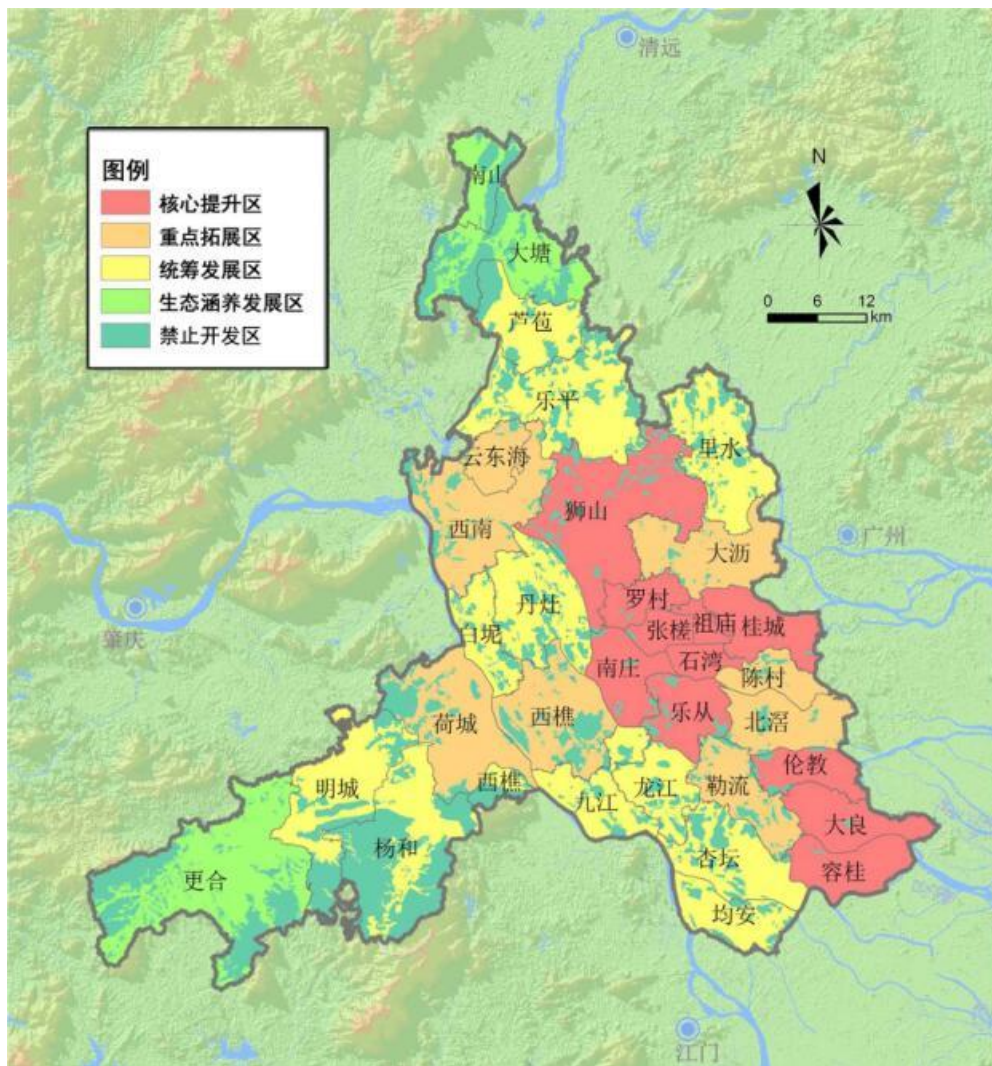 清远
图例
核心提升区
重点拓展区
统筹发展区
生态涵养发展区
禁止开发区
N
0 6 12
km
南山
大塘
芦苞
乐平
里水
云东海
狮山
西南
大沥
广州
肇庆
丹灶
罗村
白坭
张槎
祖庙
桂城
南庄
石湾
陈村
乐从
荷城
西樵
北滘
伦教
明城
西樵
九江
龙江
勒流
大良
杨和
杏坛
容桂
更合
均安
江门